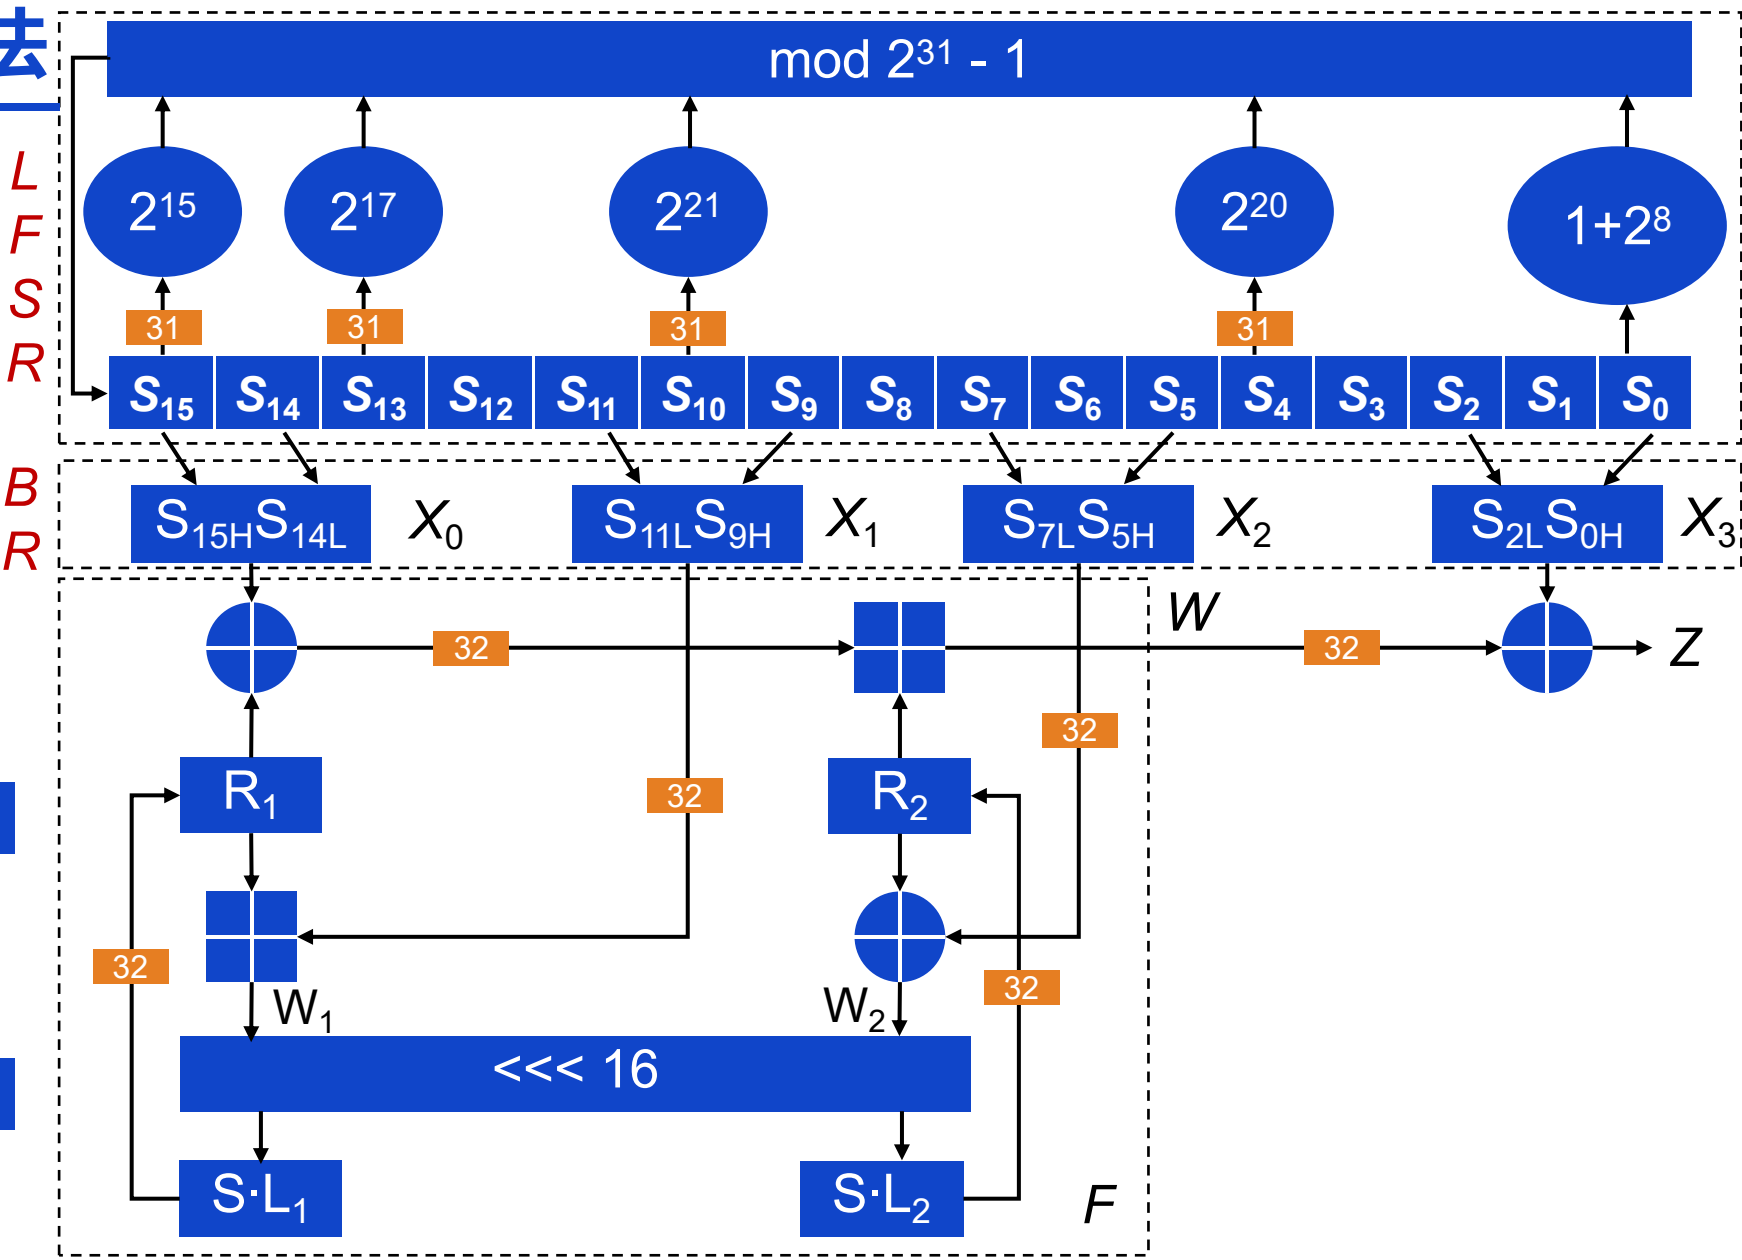 法
mod 2³¹ - 1
L
F
S
R
2¹⁵ 2¹⁷ 2²¹ 2²⁰ 1+2⁸
31 31 31 31
S₁₅ S₁₄ S₁₃ S₁₂ S₁₁ S₁₀ S₉ S₈ S₇ S₆ S₅ S₄ S₃ S₂ S₁ S₀
B
R
S₁₅HS₁₄L X₀ S₁₁LS₉H X₁ S₇LS₅H X₂ S₂LS₀H X₃
32 W 32 Z
32
R₁ 32 R₂
32 32
W₁ W₂
<<< 16
S·L₁ S·L₂ F